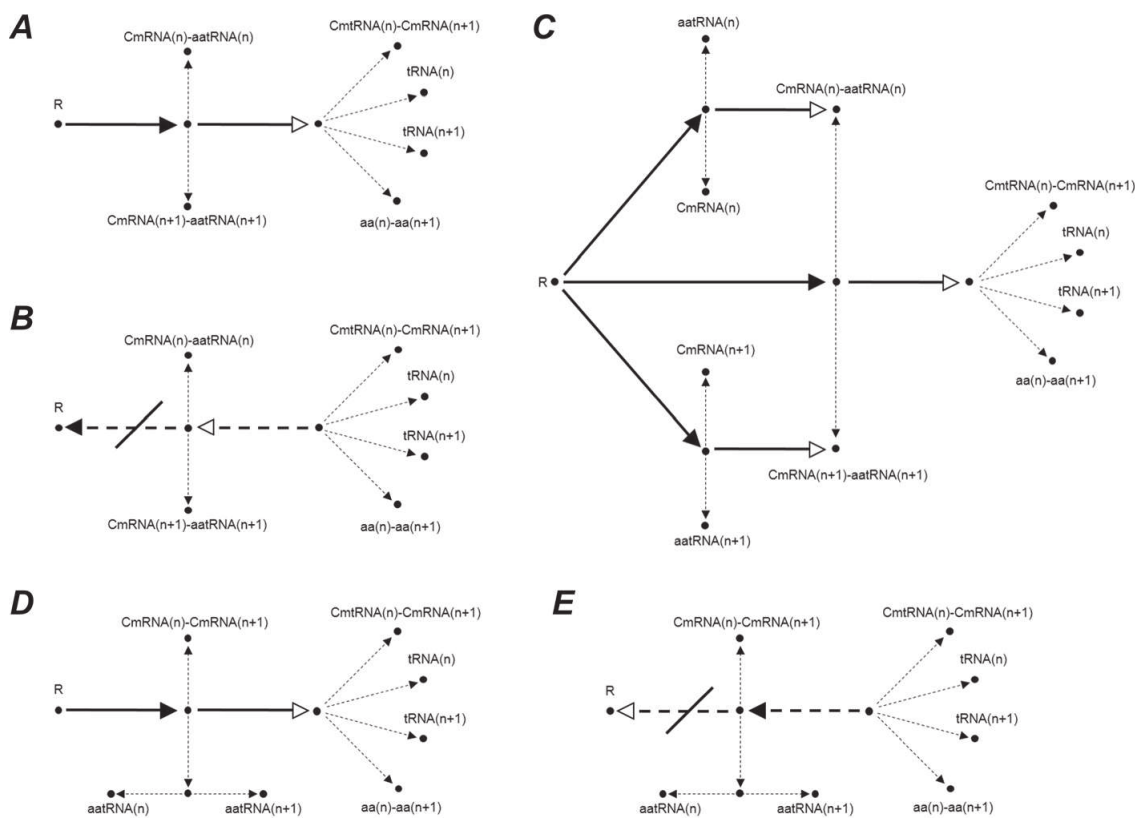 A
CmRNA(n)-aatRNA(n)
CmtRNA(n)-CmRNA(n+1)
tRNA(n)
R
tRNA(n+1)
CmRNA(n+1)-aatRNA(n+1)
aa(n)-aa(n+1)
B
CmRNA(n)-aatRNA(n)
CmtRNA(n)-CmRNA(n+1)
tRNA(n)
R
tRNA(n+1)
CmRNA(n+1)-aatRNA(n+1)
aa(n)-aa(n+1)
C
aatRNA(n)
CmRNA(n)-aatRNA(n)
CmRNA(n)
CmtRNA(n)-CmRNA(n+1)
tRNA(n)
R
tRNA(n+1)
CmRNA(n+1)
aa(n)-aa(n+1)
CmRNA(n+1)-aatRNA(n+1)
aatRNA(n+1)
D
CmRNA(n)-CmRNA(n+1)
CmtRNA(n)-CmRNA(n+1)
tRNA(n)
R
tRNA(n+1)
aatRNA(n)
aatRNA(n+1)
aa(n)-aa(n+1)
E
CmRNA(n)-CmRNA(n+1)
CmtRNA(n)-CmRNA(n+1)
tRNA(n)
R
tRNA(n+1)
aatRNA(n)
aatRNA(n+1)
aa(n)-aa(n+1)